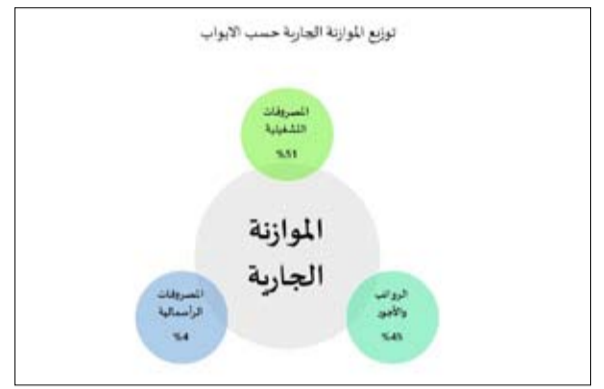 توزيع الموازنة الجارية حسب الابواب
المصروفات
التشغيلية
%51
الموازنة
الجارية
الرواتب
والأجور
%45
المصروفات
الرأسمالية
%4